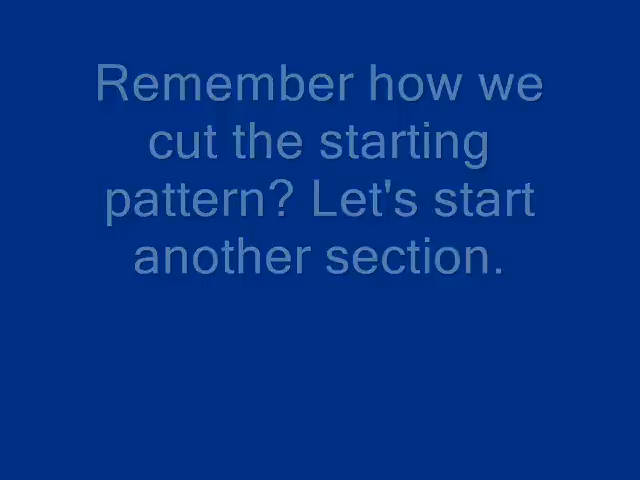 Remember how we
cut the starting
pattern? Let's start
another section.